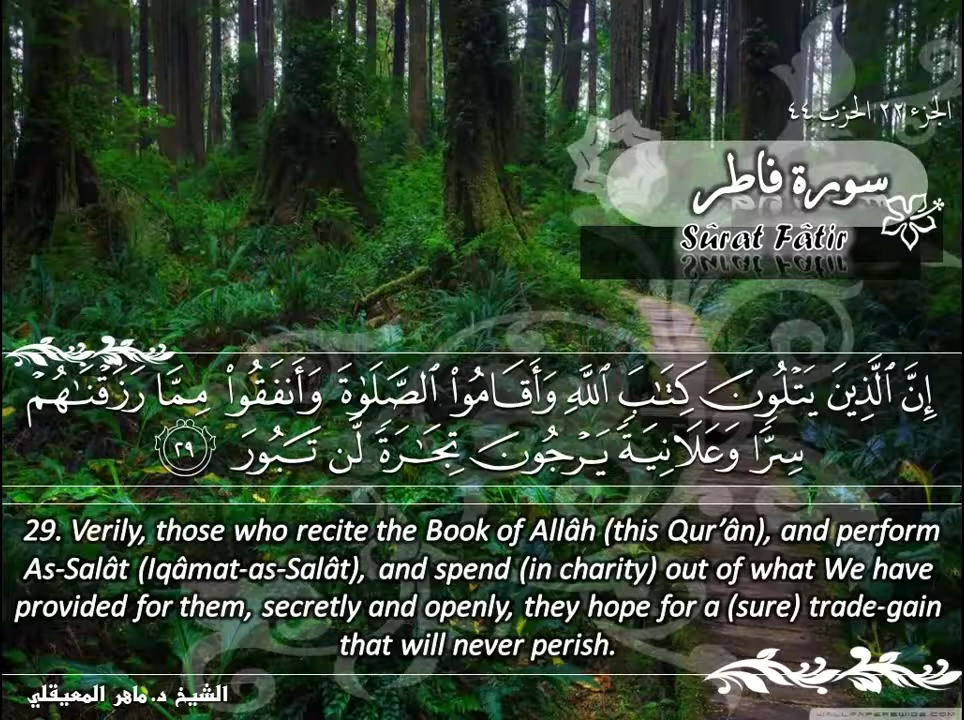 الجزء ٢٢ الحزب ٤٤
سورة فاطر
Sûrat Fâtir
إِنَّ ٱلَّذِينَ يَتْلُونَ كِتَٰبَ ٱللَّهِ وَأَقَامُوا۟ ٱلصَّلَوٰةَ وَأَنفَقُوا۟ مِمَّا رَزَقْنَٰهُمْ
سِرًّا وَعَلَانِيَةً يَرْجُونَ تِجَٰرَةً لَّن تَبُورَ ٢٩
29. Verily, those who recite the Book of Allâh (this Qur’ân), and perform
As-Salât (Iqâmat-as-Salât), and spend (in charity) out of what We have
provided for them, secretly and openly, they hope for a (sure) trade-gain
that will never perish.
الشيخ د. ماهر المعيقلي
WALLPAPERSWIDE.COM